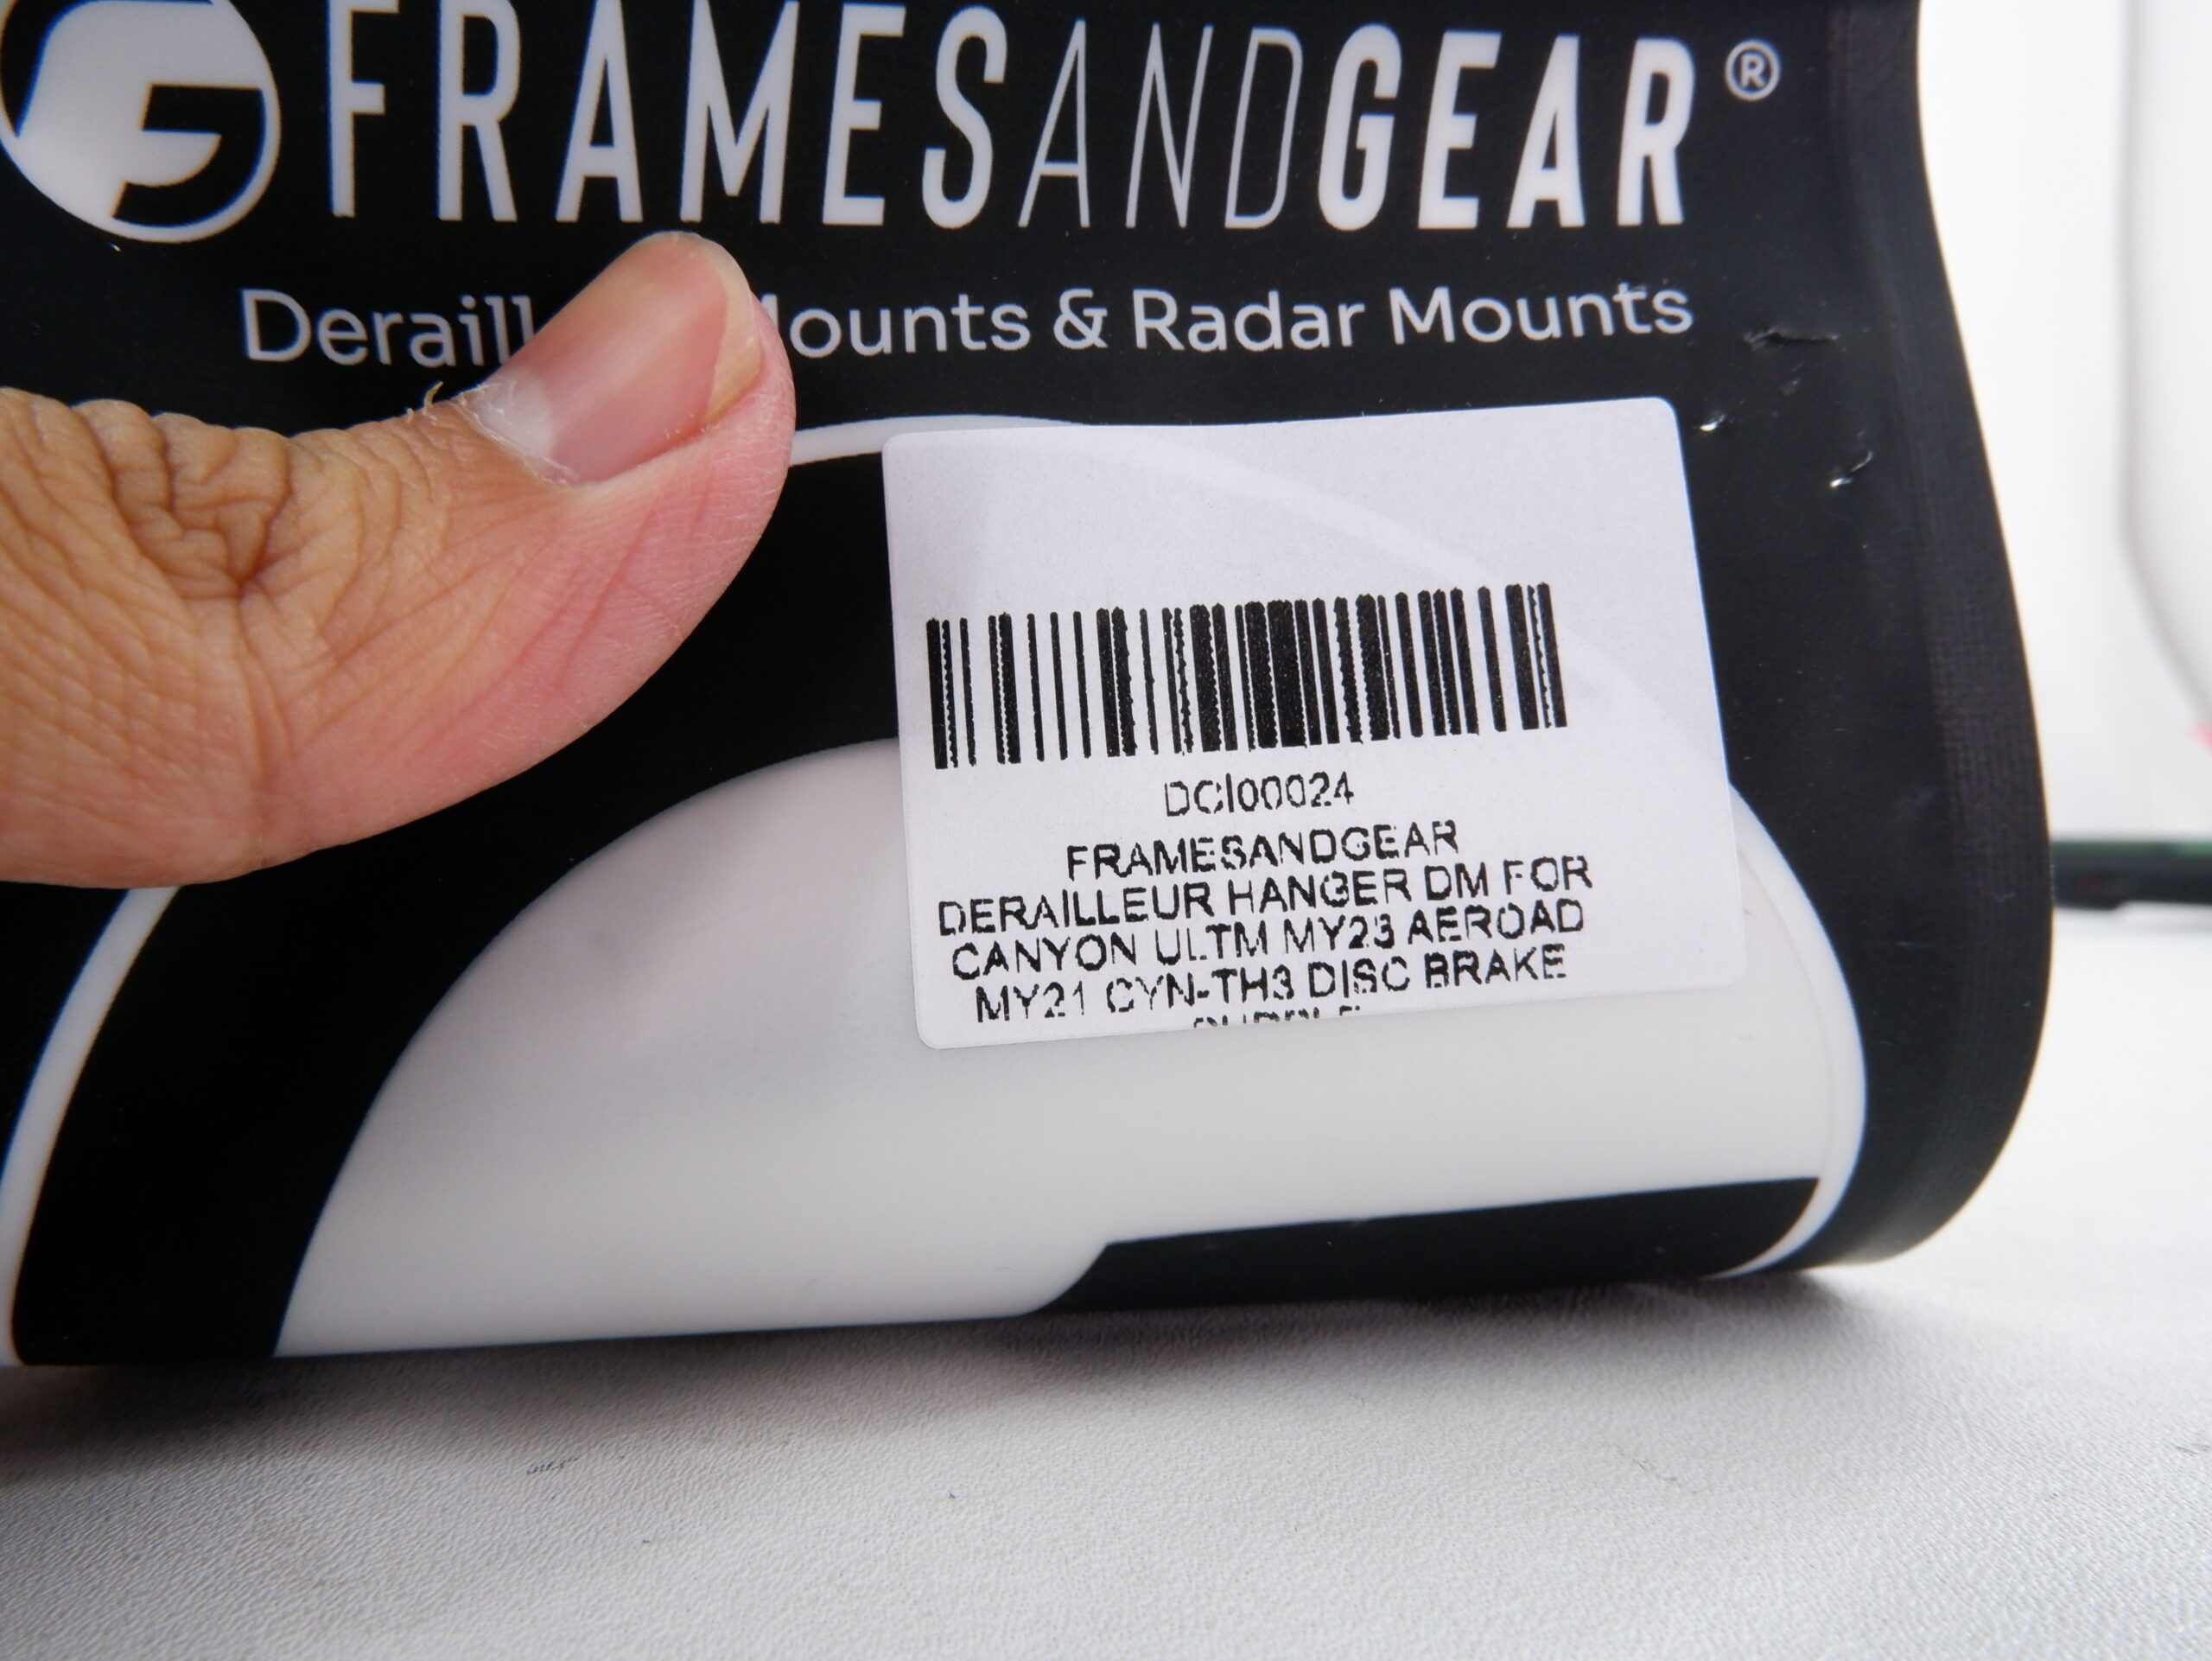 FRAMESANDGEAR®
Deraill ounts & Radar Mounts
DCI00024
FRAMESANDGEAR
DERAILLEUR HANGER DM FOR
CANYON ULTM MY23 AEROAD
MY21 CYN-TH3 DISC BRAKE